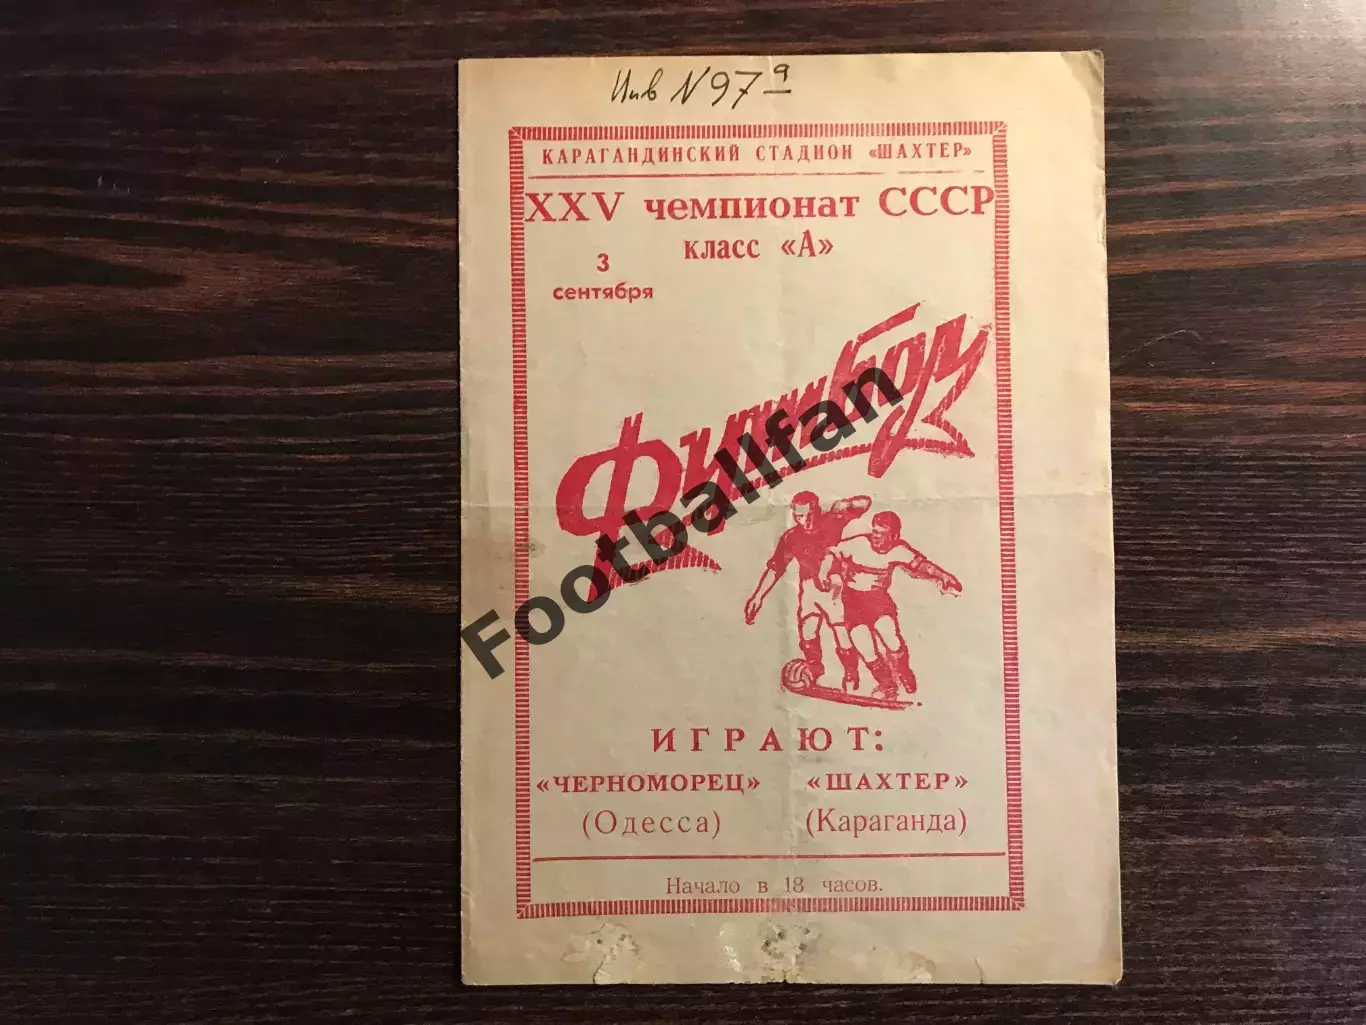 Инв N97 а
КАРАГАНДИНСКИЙ СТАДИОН «ШАХТЕР»
XXV чемпионат СССР
класс «А»
3
сентября
Футбол
Footballfan
ИГРАЮТ:
«ЧЕРНОМОРЕЦ» «ШАХТЕР»
(Одесса) (Караганда)
Начало в 18 часов.